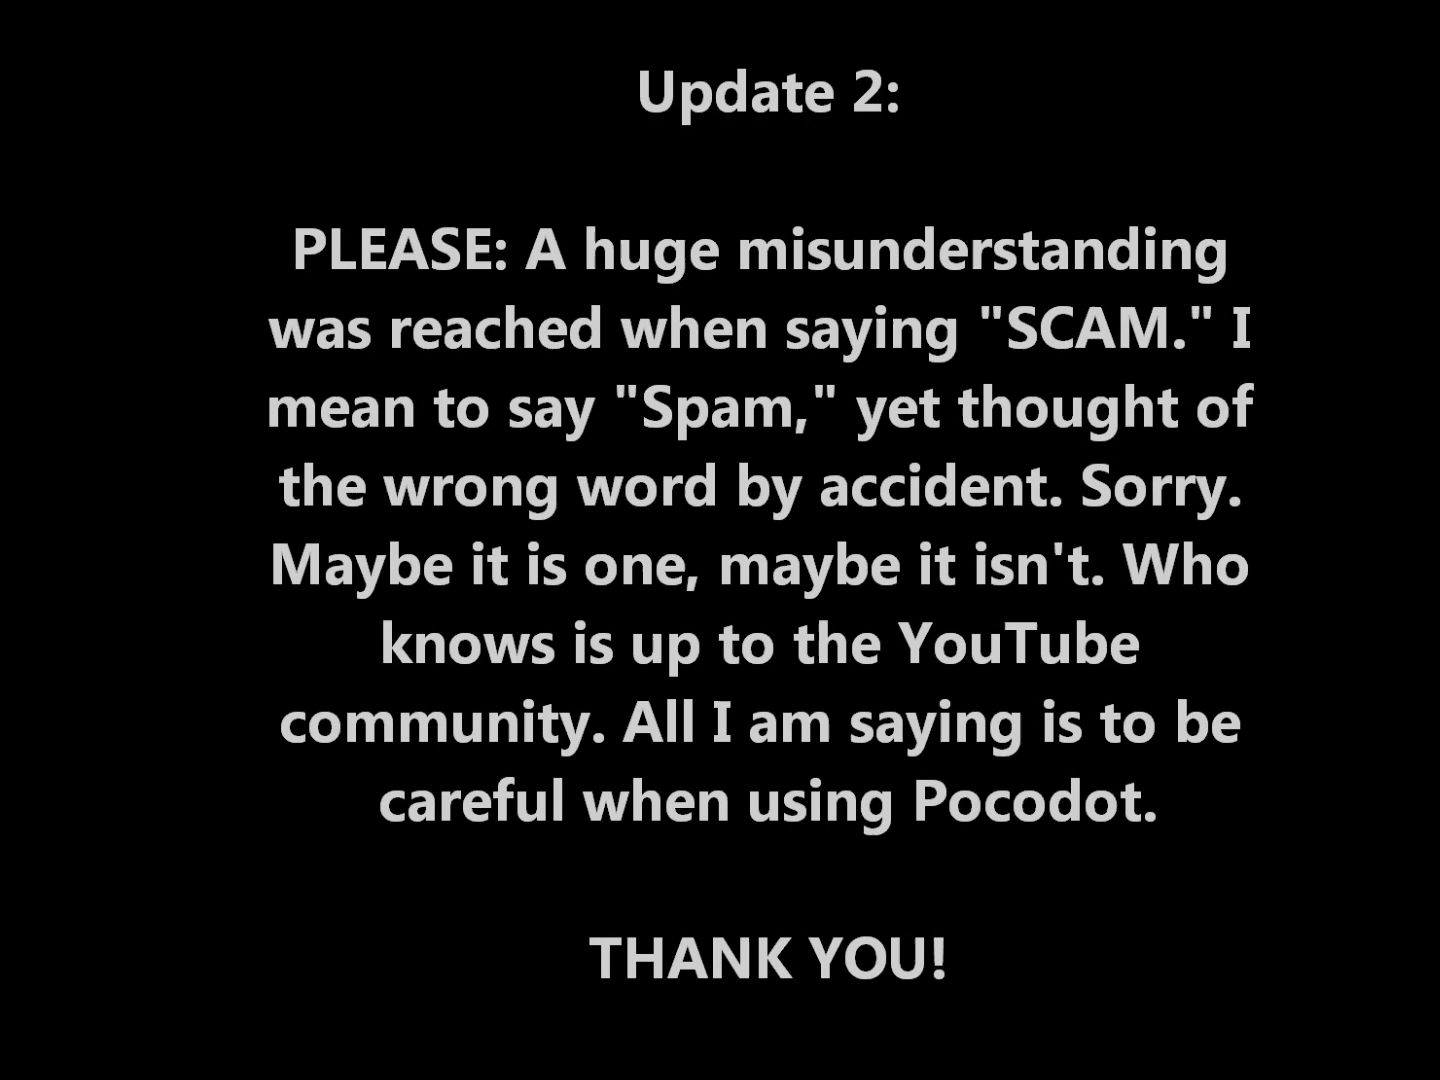 Update 2:
PLEASE: A huge misunderstanding
was reached when saying "SCAM." I
mean to say "Spam," yet thought of
the wrong word by accident. Sorry.
Maybe it is one, maybe it isn't. Who
knows is up to the YouTube
community. All I am saying is to be
careful when using Pocodot.
THANK YOU!